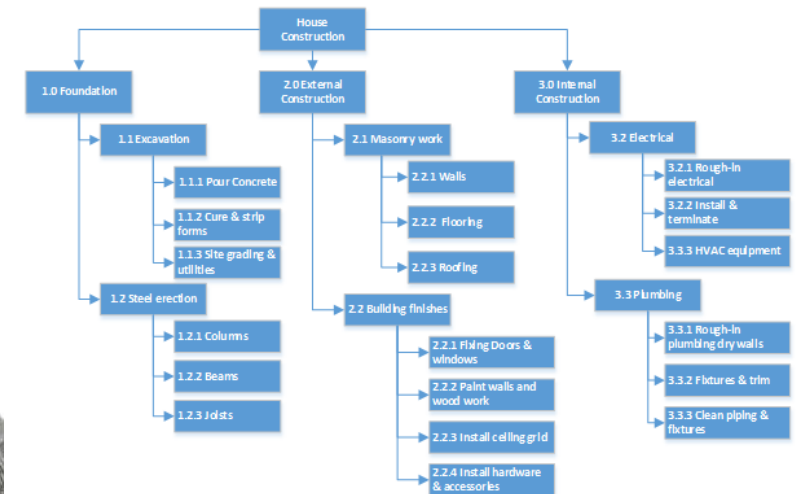 House
Construction
1.0 Foundation
2.0 External
Construction
3.0 Internal
Construction
1.1 Excavation
1.1.1 Pour Concrete
1.1.2 Cure & strip
forms
1.1.3 Site grading &
utilities
1.2 Steel erection
1.2.1 Columns
1.2.2 Beams
1.2.3 Joists
2.1 Masonry work
2.2.1 Walls
2.2.2 Flooring
2.2.3 Roofing
2.2 Building finishes
2.2.1 Fixing Doors &
windows
2.2.2 Paint walls and
wood work
2.2.3 Install ceiling grid
2.2.4 Install hardware
& accessories
3.2 Electrical
3.2.1 Rough-in
electrical
3.2.2 Install &
terminate
3.3.3 HVAC equipment
3.3 Plumbing
3.3.1 Rough-in
plumbing dry walls
3.3.2 Fixtures & trim
3.3.3 Clean piping &
fixtures